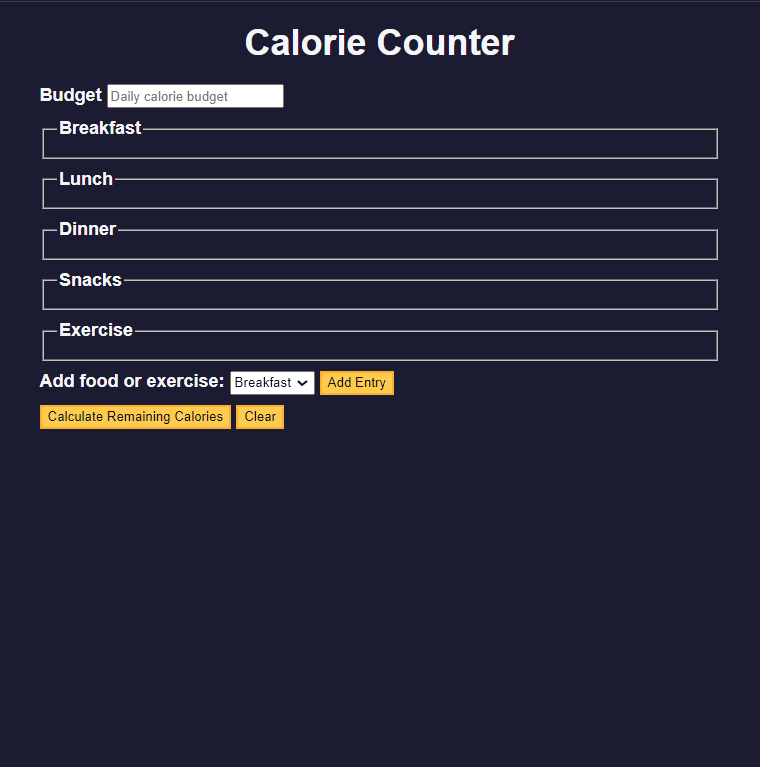 Calorie Counter
Budget Daily calorie budget
Breakfast
Lunch
Dinner
Snacks
Exercise
Add food or exercise: Breakfast Add Entry
Calculate Remaining Calories Clear